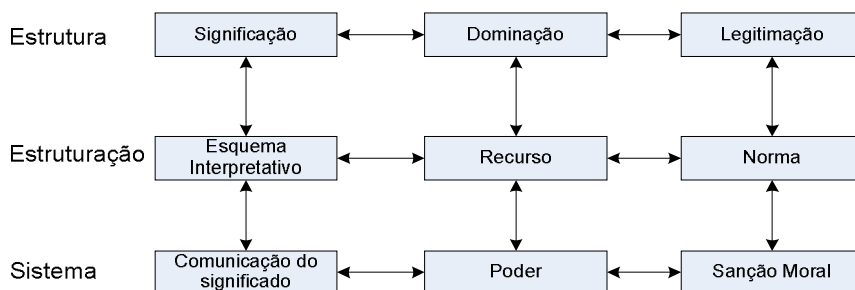 Estrutura
Significação
Dominação
Legitimação
Estruturação
Esquema
Interpretativo
Recurso
Norma
Sistema
Comunicação do
significado
Poder
Sanção Moral